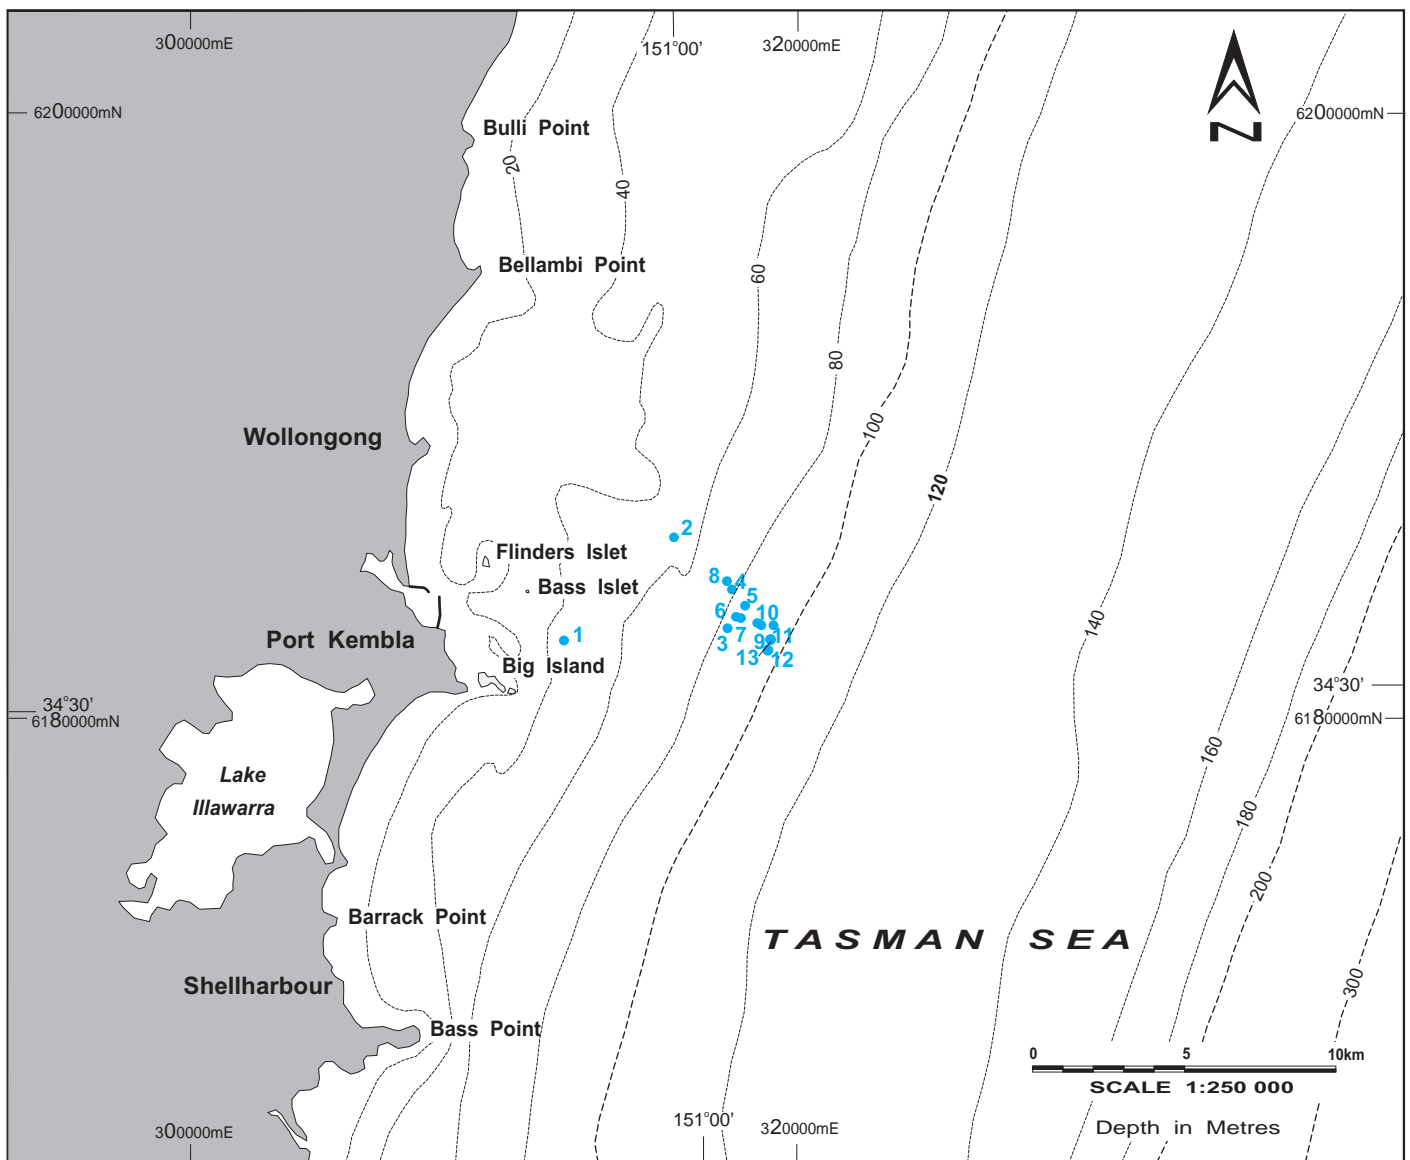 300000mE
151°00'
320000mE
6200000mN
6200000mN
N
Bulli Point
20
40
Bellambi Point
60
80
100
Wollongong
120
2
Flinders Islet
8
4
Bass Islet
5
6
10
140
1
3
7
9
11
Port Kembla
13
12
Big Island
34°30'
34°30'
6180000mN
6180000mN
160
Lake
Illawarra
180
200
Barrack Point
TASMAN SEA
Shellharbour
300
Bass Point
0
5
10km
SCALE 1:250 000
Depth in Metres
300000mE
151°00'
320000mE